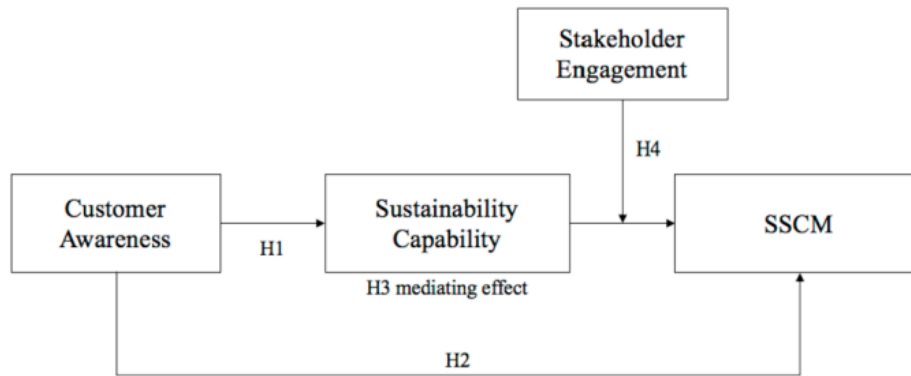 Stakeholder
Engagement
H4
Customer
Awareness
H1
Sustainability
Capability
SSCM
H3 mediating effect
H2